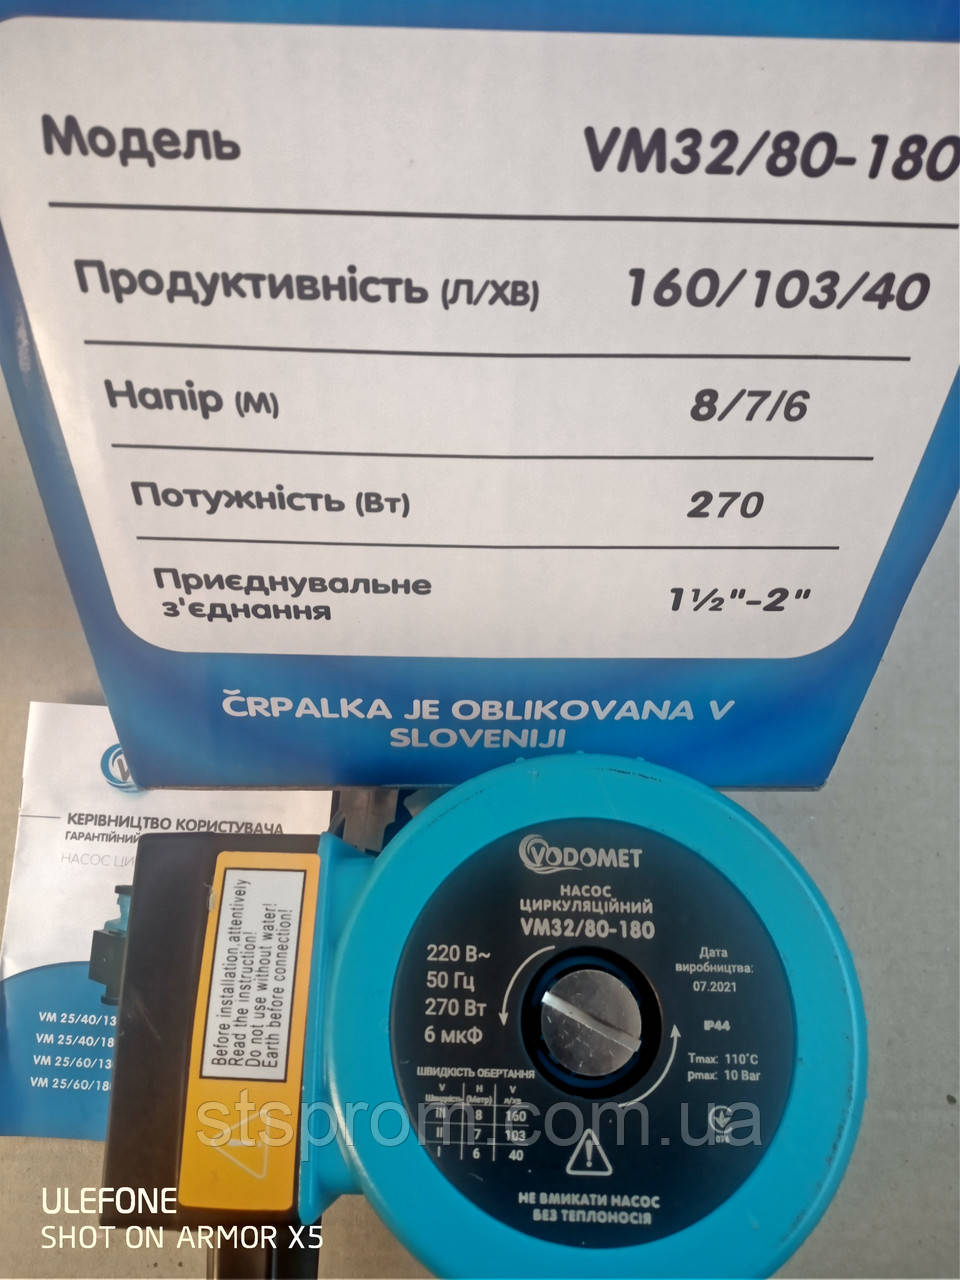 Модель VM32/80-180
Продуктивність (Л/ХВ) 160/103/40
Напір (М) 8/7/6
Потужність (Вт) 270
Приєднувальне
з'єднання 1½"-2"
ČRPALKA JE OBLIKOVANA V
SLOVENIJI
КЕРІВНИЦТВО КОРИСТУВАЧА
ГАРАНТІЙНИЙ
НАСОС ЦИ
VM 25/40/13
VM 25/40/18
VM 25/60/13
VM 25/60/18
Before installation,attentively
Read the instruction!
Do not use without water!
Earth before connection!
VODOMET
НАСОС
ЦИРКУЛЯЦІЙНИЙ
VM32/80-180
220 В~
50 Гц
270 Вт
6 мкФ
Дата
виробництва:
07.2021
IP44
Tmax: 110°C
pmax: 10 Bar
ШВИДКІСТЬ ОБЕРТАННЯ
V H V
Швидкість (Метр) л/хв
III 8 160
II 7 103
I 6 40
НЕ ВМИКАТИ НАСОС
БЕЗ ТЕПЛОНОСІЯ
stsprom.com.ua
ULEFONE
SHOT ON ARMOR X5